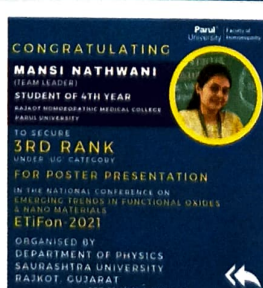 Parul University Faculty of Homoeopathy
CONGRATULATING
MANSI NATHWANI
(TEAM LEADER)
STUDENT OF 4TH YEAR
RAJKOT HOMOEOPATHIC MEDICAL COLLEGE
PARUL UNIVERSITY
TO SECURE
3RD RANK
UNDER 'UG' CATEGORY
FOR POSTER PRESENTATION
IN THE NATIONAL CONFERENCE ON
EMERGING TRENDS IN FUNCTIONAL OXIDES
& NANO MATERIALS
ETiFon-2021
ORGANISED BY
DEPARTMENT OF PHYSICS
SAURASHTRA UNIVERSITY
RAJKOT, GUJARAT